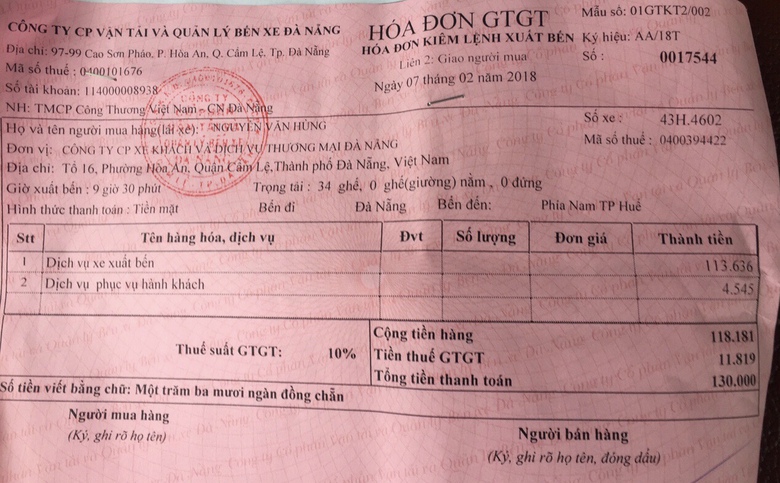 CÔNG TY CP VẬN TẢI VÀ QUẢN LÝ BẾN XE ĐÀ NẴNG
Địa chỉ: 97-99 Cao Sơn Pháo, P. Hòa An, Q. Cẩm Lệ, Tp. Đà Nẵng
Mã số thuế : 0400101676
Số tài khoản: 114000008938
NH: TMCP Công Thương Việt Nam - CN Đà Nẵng
HÓA ĐƠN GTGT
HÓA ĐƠN KIÊM LỆNH XUẤT BẾN
Liên 2: Giao người mua
Ngày 07 tháng 02 năm 2018
Mẫu số: 01GTKT2/002
Ký hiệu: AA/18T
Số : 0017544
Họ và tên người mua hàng(lái xe): NGUYỄN VĂN HÙNG
Số xe : 43H.4602
Đơn vị: CÔNG TY CP XE KHÁCH VÀ DỊCH VỤ THƯƠNG MẠI ĐÀ NẴNG
Mã số thuế : 0400394422
Địa chỉ: Tổ 16, Phường Hòa An, Quận Cẩm Lệ,Thành phố Đà Nẵng, Việt Nam
Giờ xuất bến : 9 giờ 30 phút Trọng tải : 34 ghế, 0 ghế(giường) nằm , 0 đứng
Hình thức thanh toán : Tiền mặt Bến đi Đà Nẵng Bến đến: Phía Nam TP Huế
Stt Tên hàng hóa, dịch vụ Đvt Số lượng Đơn giá Thành tiền
1 Dịch vụ xe xuất bến 113.636
2 Dịch vụ phục vụ hành khách 4.545
Cộng tiền hàng 118.181
Thuế suất GTGT: 10% Tiền thuế GTGT 11.819
Tổng tiền thanh toán 130.000
Số tiền viết bằng chữ: Một trăm ba mươi ngàn đồng chẵn
Người mua hàng
(Ký, ghi rõ họ tên)
Người bán hàng
(Ký, ghi rõ họ tên, đóng dấu)